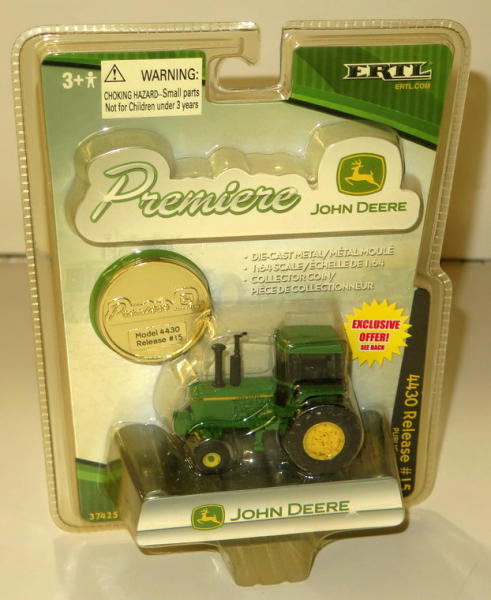 3+
WARNING:
CHOKING HAZARD–Small parts
Not for Children under 3 years
ERTL
ERTL.COM
Premiere
JOHN DEERE
• DIE-CAST METAL/MÉTAL MOULÉ
• 1:64 SCALE/ÉCHELLE DE 1:64
• COLLECTOR COIN/
PIÈCE DE COLLECTIONNEUR
Premiere
Model 4430
Release #15
EXCLUSIVE
OFFER!
SEE BACK
4430 Release #15
37425
JOHN DEERE